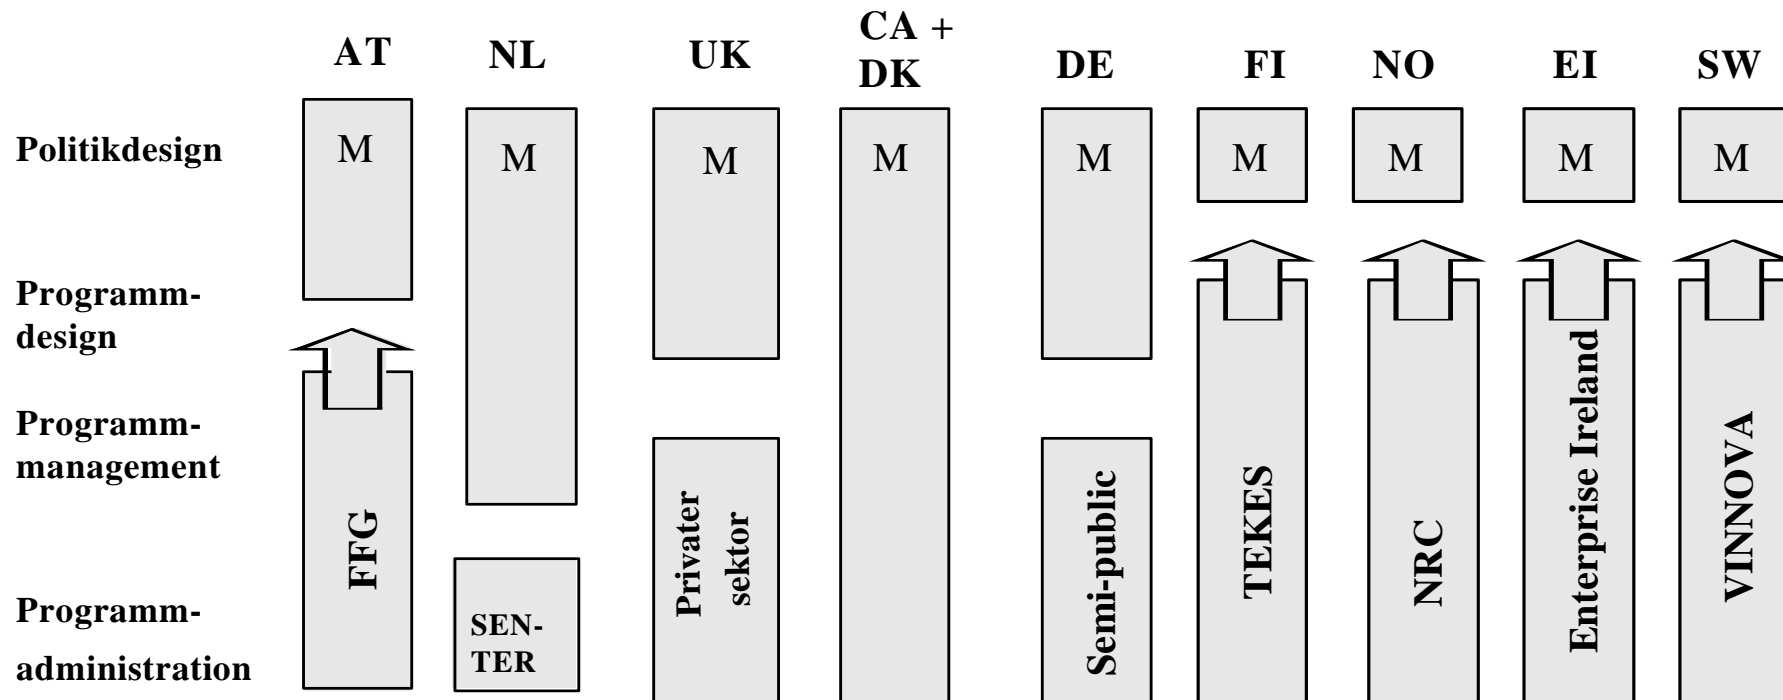 AT
NL
UK
CA +
DK
DE
FI
NO
EI
SW
Politikdesign
M
M
M
M
M
M
M
M
M
Programm-
design
Programm-
management
Programm-
administration
FFG
SEN-
TER
Privater
sektor
Semi-public
TEKES
NRC
Enterprise Ireland
VINNOVA